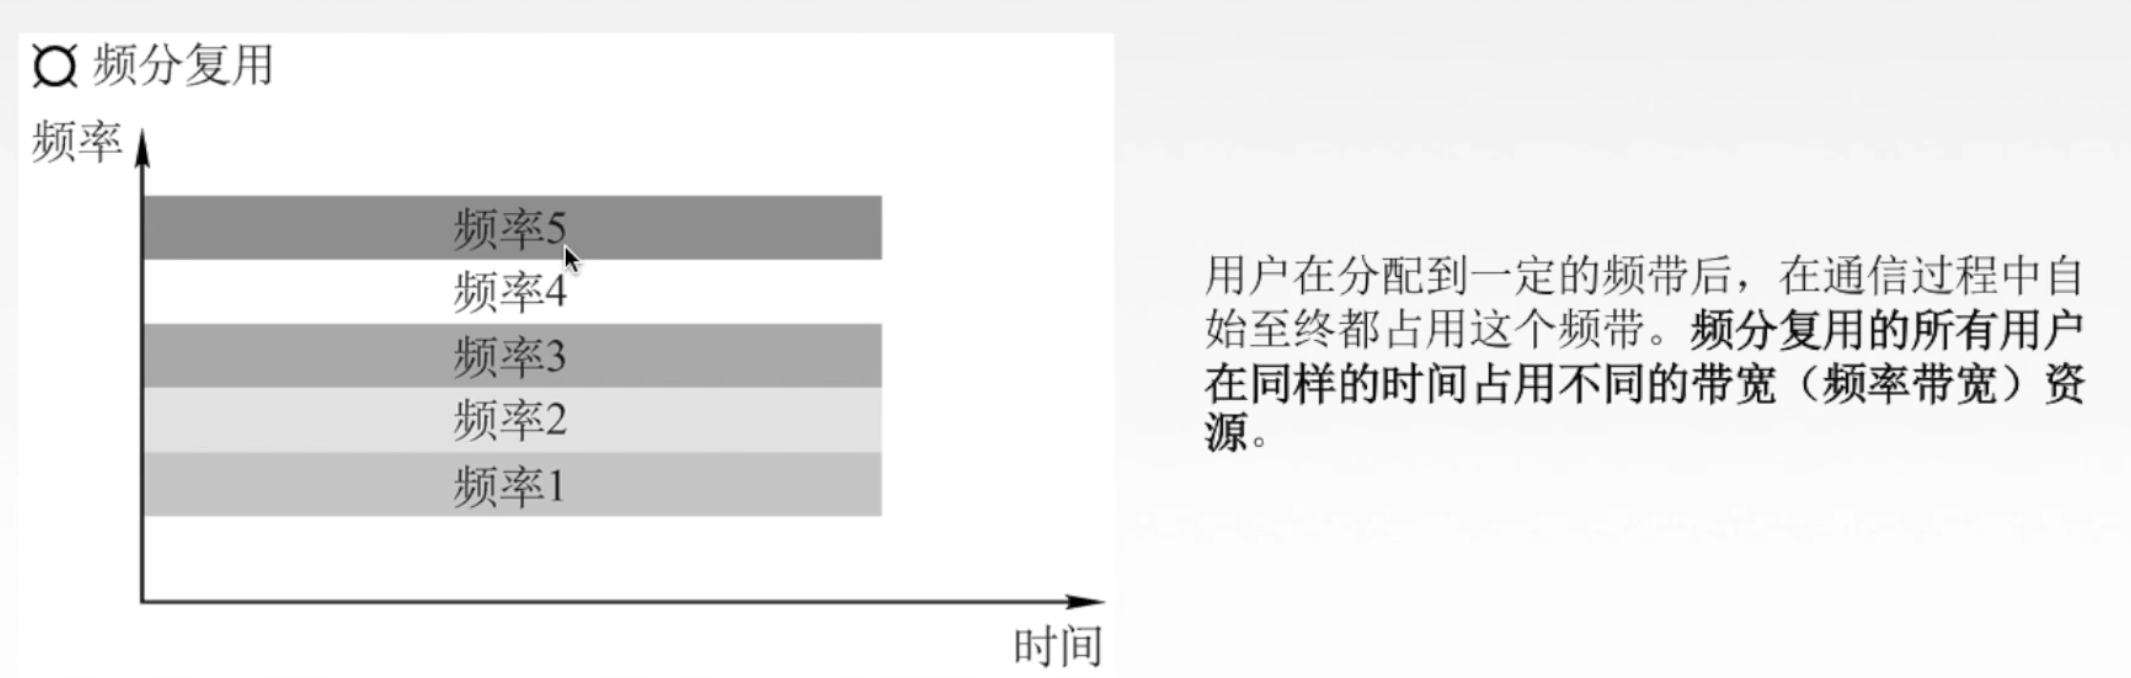 ¤ 频分复用
频率
频率5
频率4
频率3
频率2
频率1
时间
用户在分配到一定的频带后，在通信过程中自
始至终都占用这个频带。频分复用的所有用户
在同样的时间占用不同的带宽（频率带宽）资
源。